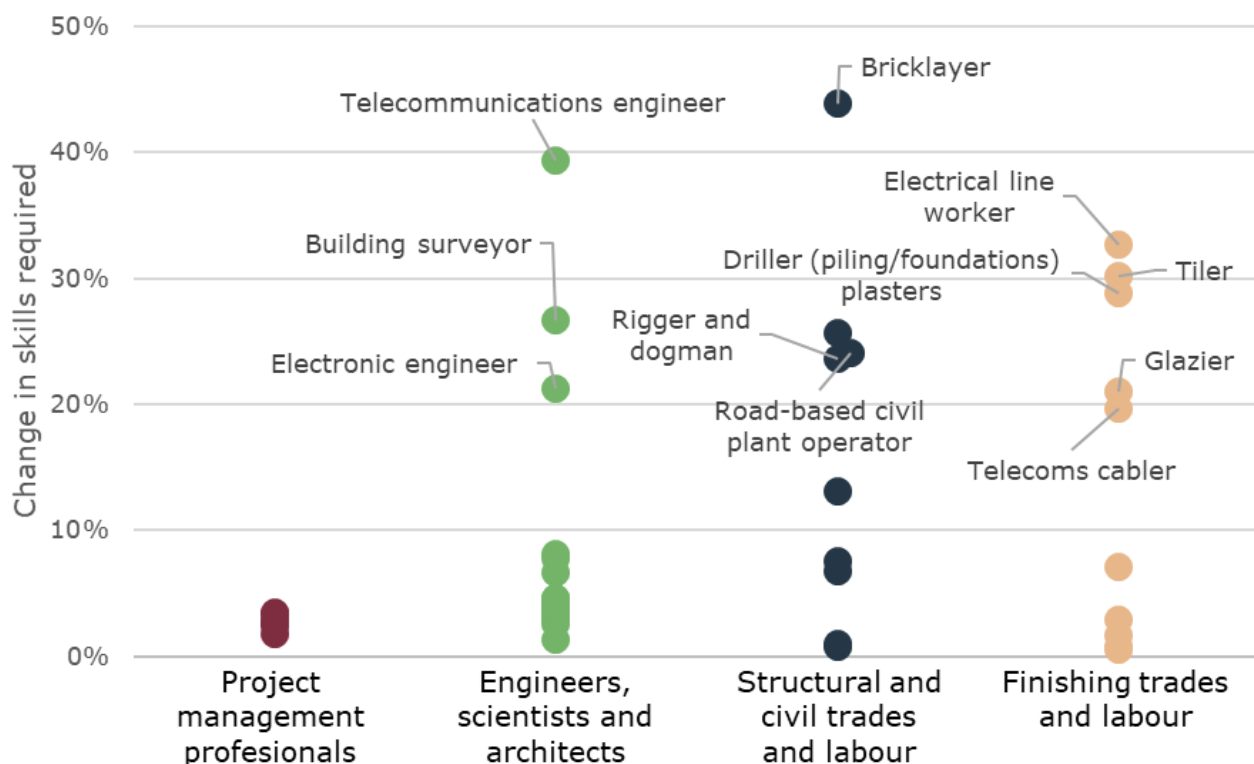 50%
Bricklayer
Telecommunications engineer
40%
Electrical line
worker
Building surveyor
Driller (piling/foundations)
plasters
Tiler
30%
Rigger and
dogman
Electronic engineer
Glazier
20%
Road-based civil
plant operator
Telecoms cabler
10%
0%
Change in skills required
Project
management
profesionals
Engineers,
scientists and
architects
Structural and
civil trades
and labour
Finishing trades
and labour